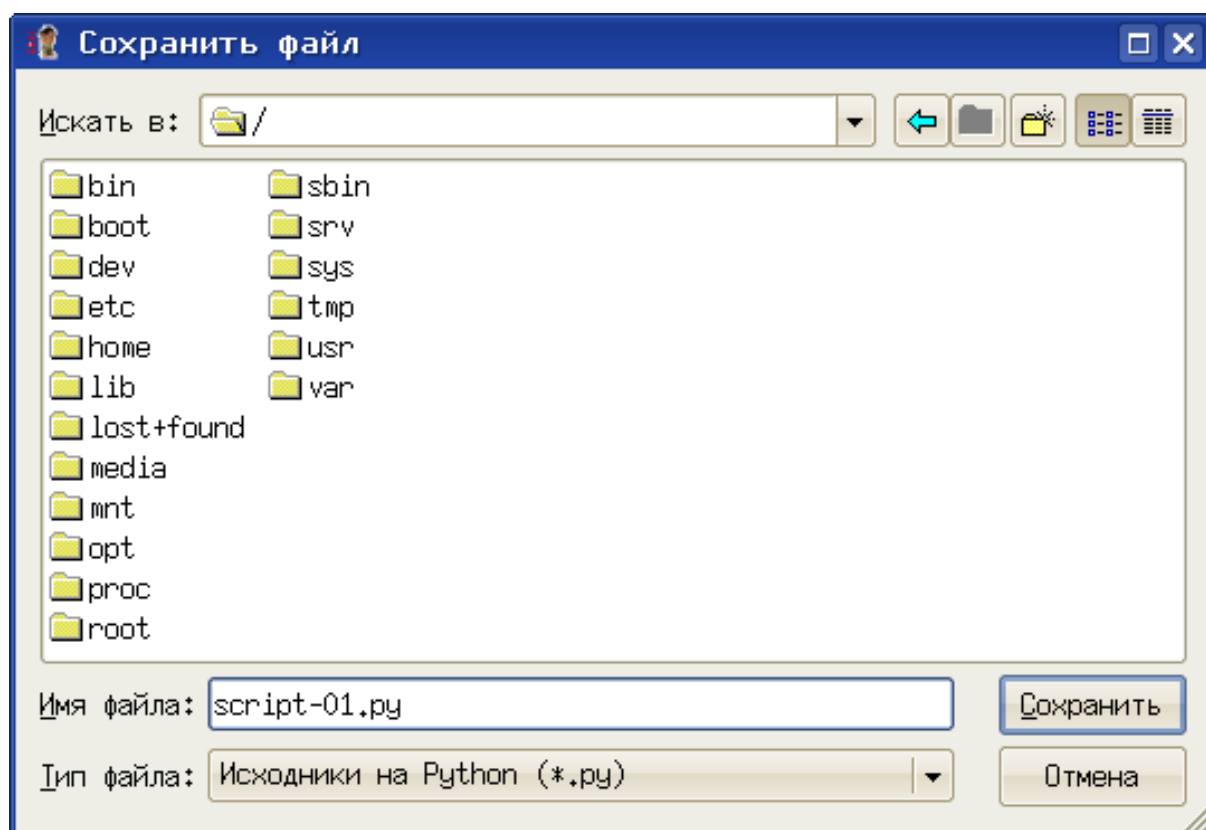 Сохранить файл
Искать в: /
bin
boot
dev
etc
home
lib
lost+found
media
mnt
opt
proc
root
sbin
srv
sys
tmp
usr
var
Имя файла: script-01.py Сохранить
Тип файла: Исходники на Python (*.py) Отмена